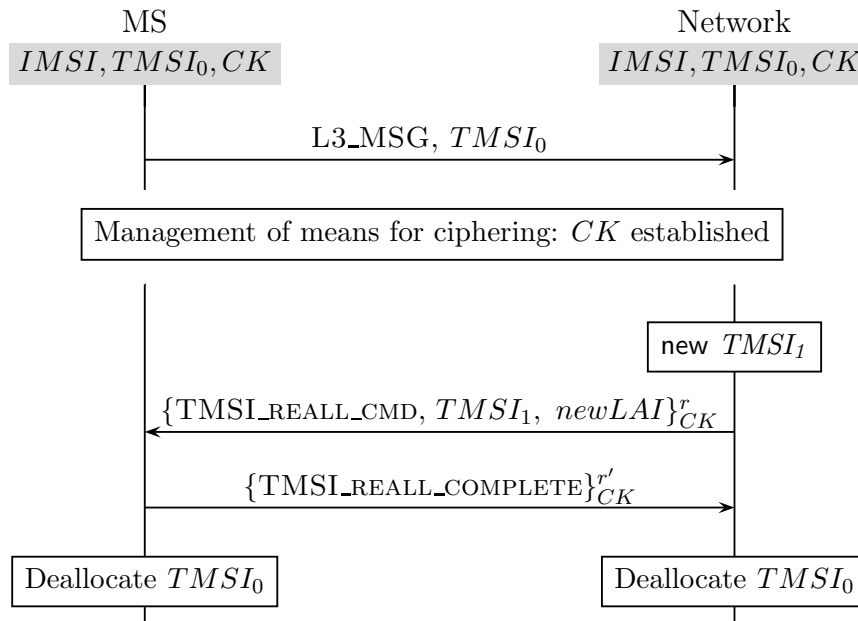 MS Network
IMSI, TMSI₀, CK IMSI, TMSI₀, CK
L3_MSG, TMSI₀
Management of means for ciphering: CK established
new TMSI₁
{TMSI_REALL_CMD, TMSI₁, newLAI}ʳ_CK
{TMSI_REALL_COMPLETE}ʳ′_CK
Deallocate TMSI₀ Deallocate TMSI₀